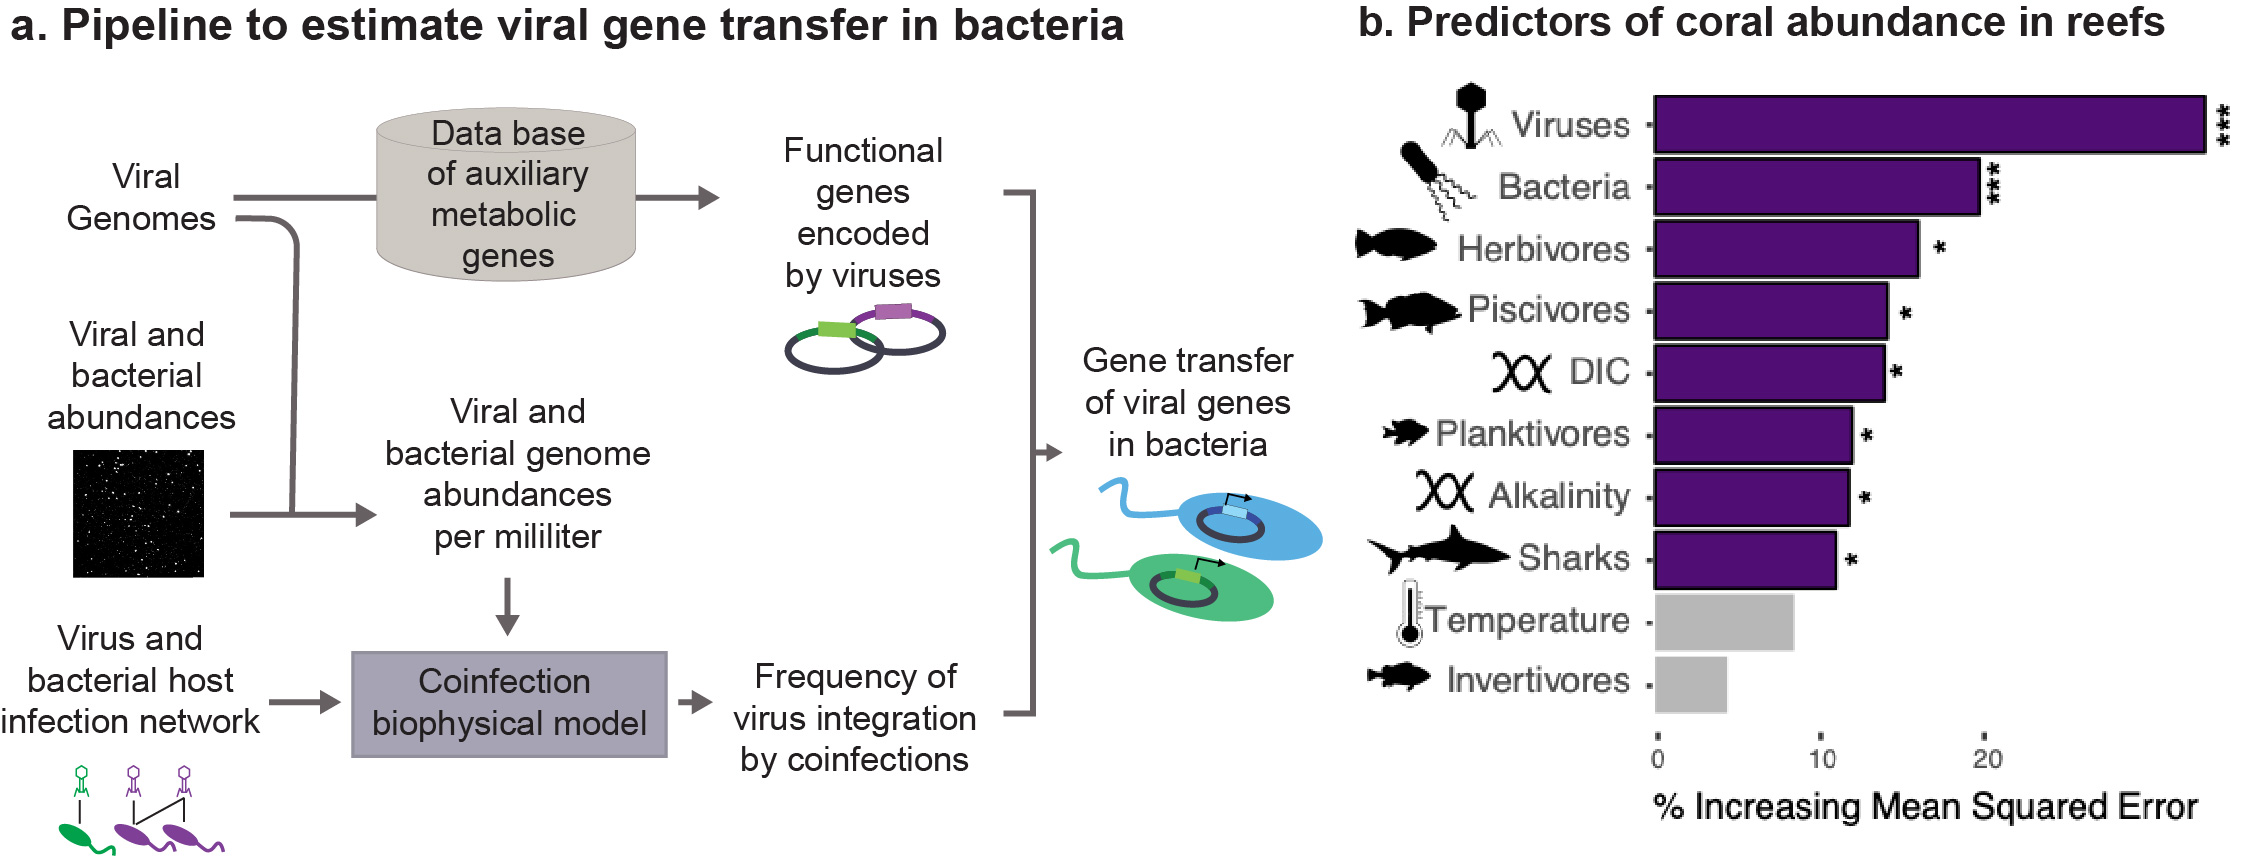 a. Pipeline to estimate viral gene transfer in bacteria
Viral
Genomes
Data base
of auxiliary
metabolic
genes
Functional
genes
encoded
by viruses
Viral and
bacterial
abundances
Viral and
bacterial genome
abundances
per mililiter
Gene transfer
of viral genes
in bacteria
Virus and
bacterial host
infection network
Coinfection
biophysical model
Frequency of
virus integration
by coinfections
b. Predictors of coral abundance in reefs
Viruses ***
Bacteria ***
Herbivores *
Piscivores *
DIC *
Planktivores *
Alkalinity *
Sharks *
Temperature
Invertivores
0 10 20
% Increasing Mean Squared Error